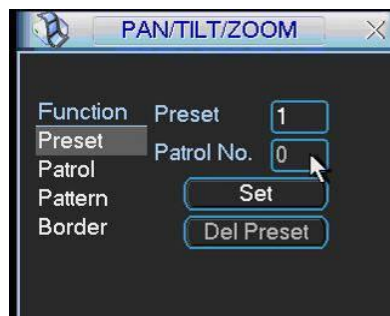 PAN/TILT/ZOOM
Function
Preset
Patrol
Pattern
Border
Preset 1
Patrol No. 0
Set
Del Preset